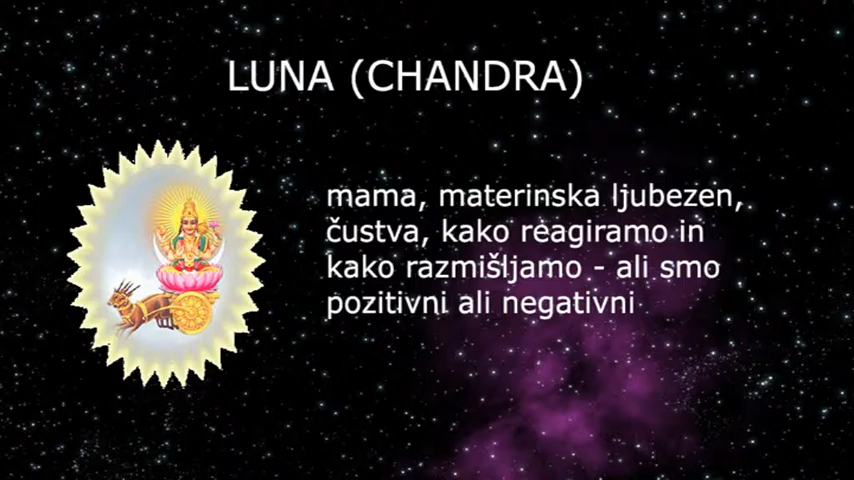 LUNA (CHANDRA)
mama, materinska ljubezen,
čustva, kako reagiramo in
kako razmišljamo - ali smo
pozitivni ali negativni